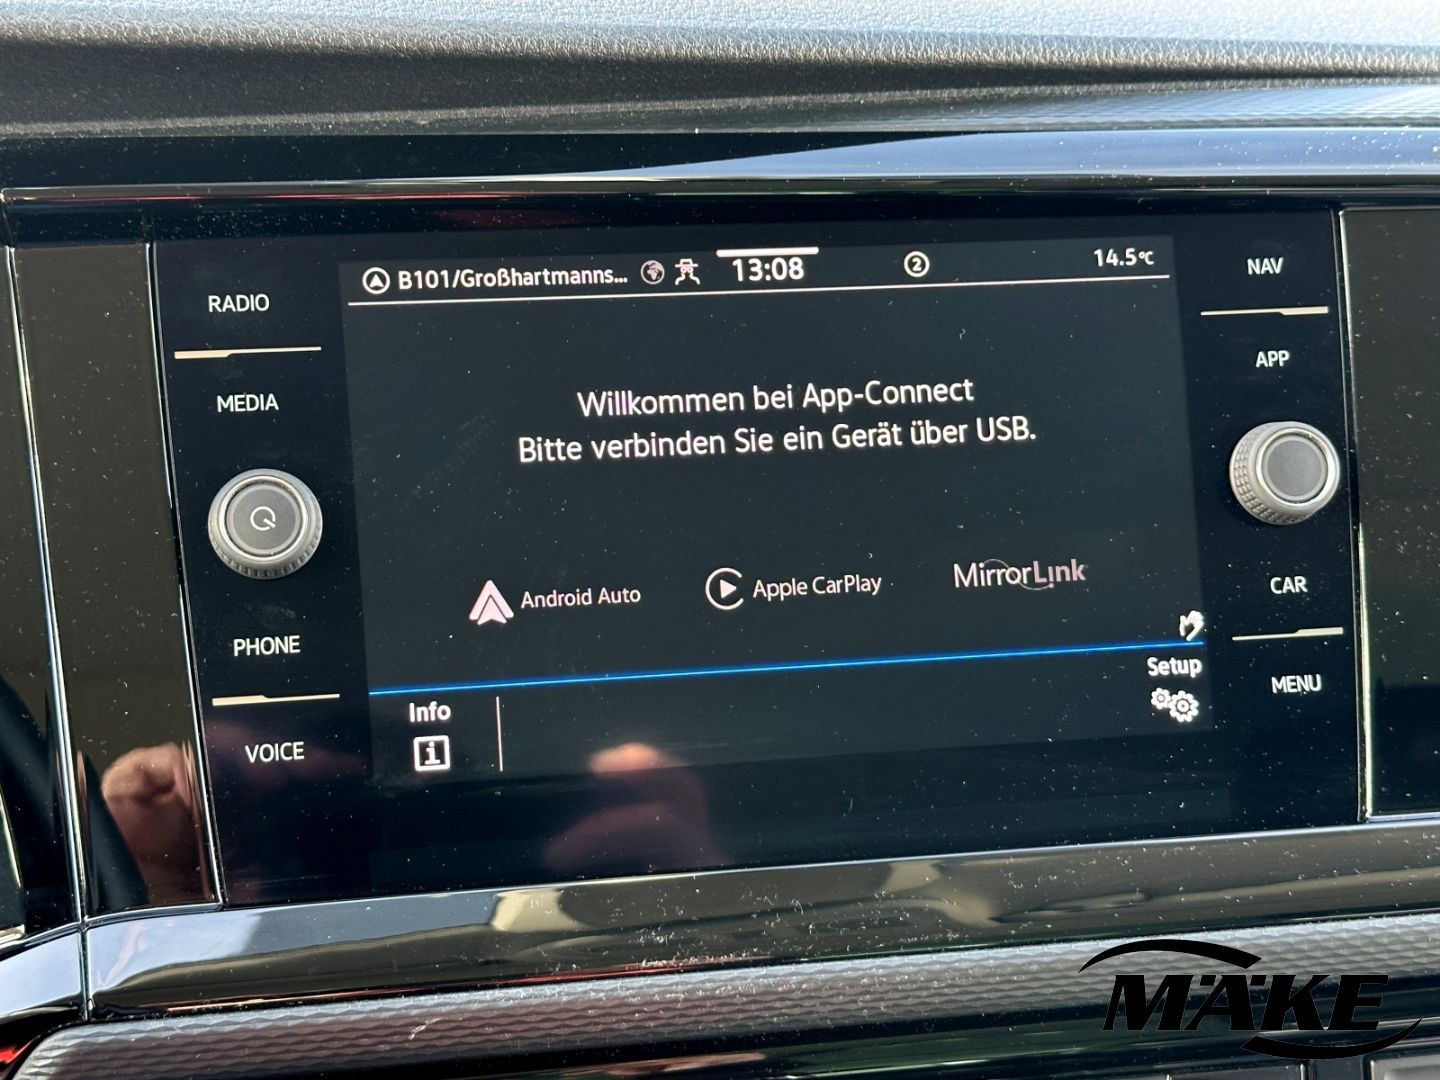 B101/Großhartmanns...
13:08
2
14.5°C
RADIO
MEDIA
PHONE
VOICE
Willkommen bei App-Connect
Bitte verbinden Sie ein Gerät über USB.
Android Auto
Apple CarPlay
MirrorLink
Info
i
Setup
NAV
APP
CAR
MENU
MÄKE